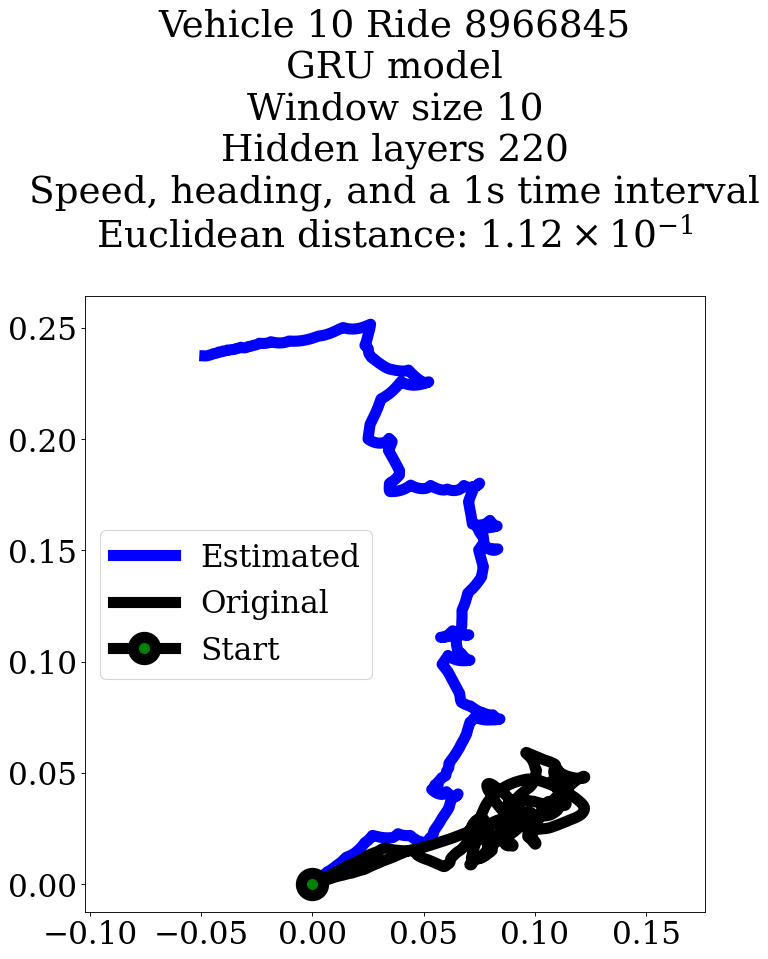 Vehicle 10 Ride 8966845
GRU model
Window size 10
Hidden layers 220
Speed, heading, and a 1s time interval
Euclidean distance: 1.12 × 10⁻¹
0.25
0.20
0.15
0.10
0.05
0.00
Estimated
Original
Start
−0.10 −0.05 0.00 0.05 0.10 0.15